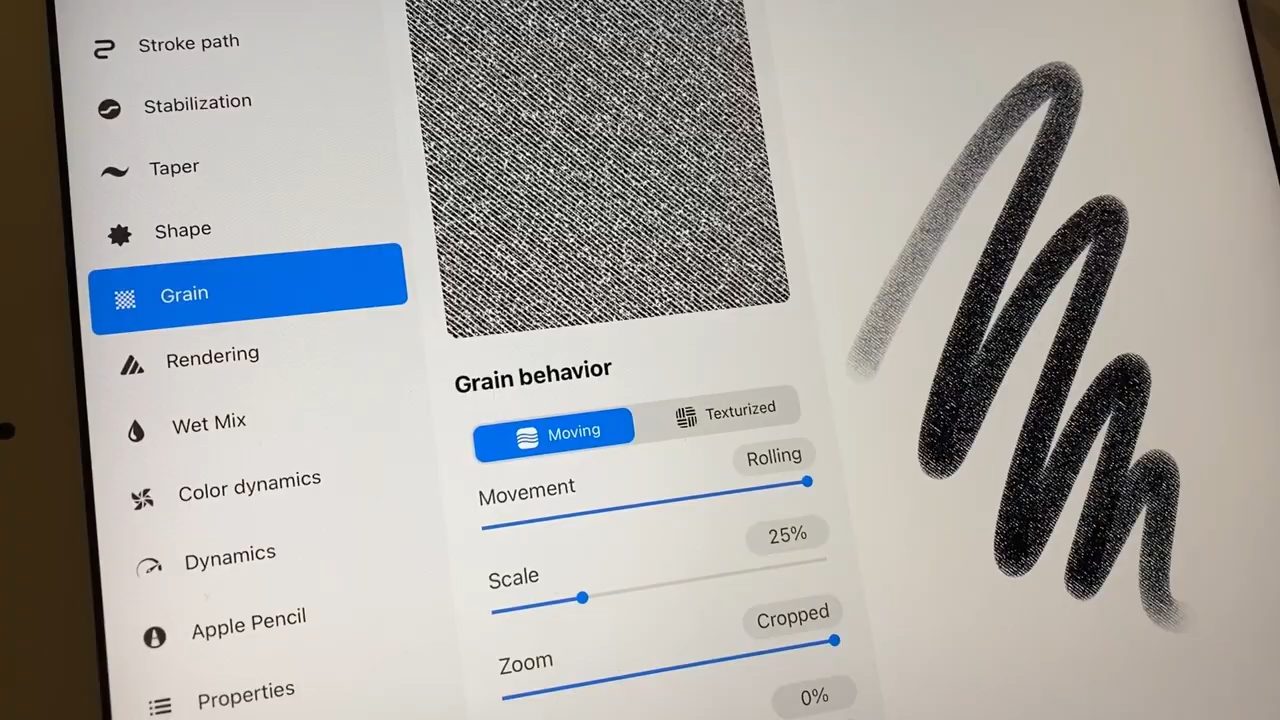 Stroke path
Stabilization
Taper
Shape
Grain
Rendering
Wet Mix
Color dynamics
Dynamics
Apple Pencil
Properties
Grain behavior
Moving
Texturized
Movement
Rolling
Scale
25%
Zoom
Cropped
0%